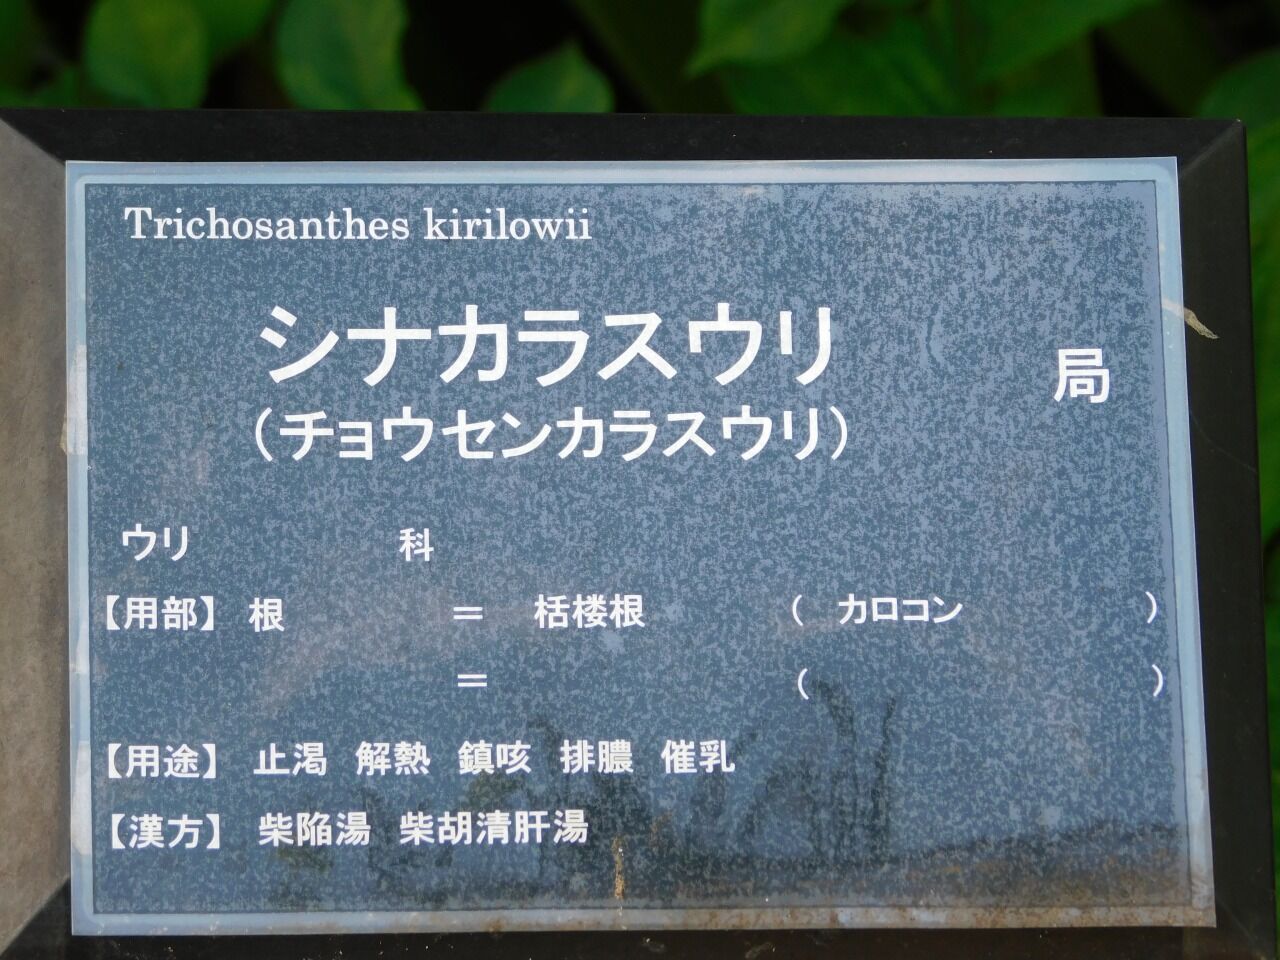 Trichosanthes kirilowii
シナカラスウリ 局
（チョウセンカラスウリ）
ウリ 科
【用部】 根 ＝ 栝楼根 （ カロコン ）
＝ （ ）
【用途】 止渇 解熱 鎮咳 排膿 催乳
【漢方】 柴陥湯 柴胡清肝湯